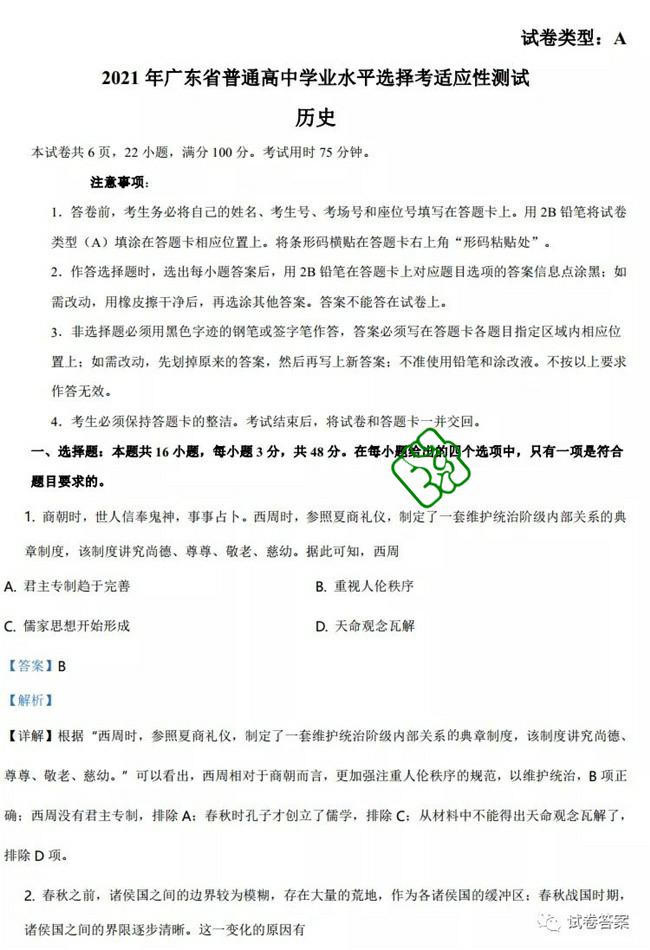 试卷类型：A
2021 年广东省普通高中学业水平选择考适应性测试
历史
本试卷共 6 页，22 小题，满分 100 分。考试用时 75 分钟。
注意事项：
1．答卷前，考生务必将自己的姓名、考生号、考场号和座位号填写在答题卡上。用 2B 铅笔将试卷
类型（A）填涂在答题卡相应位置上。将条形码横贴在答题卡右上角“形码粘贴处”。
2．作答选择题时，选出每小题答案后，用 2B 铅笔在答题卡上对应题目选项的答案信息点涂黑；如
需改动，用橡皮擦干净后，再选涂其他答案。答案不能答在试卷上。
3．非选择题必须用黑色字迹的钢笔或签字笔作答，答案必须写在答题卡各题目指定区域内相应位
置上；如需改动，先划掉原来的答案，然后再写上新答案；不准使用铅笔和涂改液。不按以上要求
作答无效。
4．考生必须保持答题卡的整洁。考试结束后，将试卷和答题卡一并交回。
一、选择题：本题共 16 小题，每小题 3 分，共 48 分。在每小题给出的四个选项中，只有一项是符合
题目要求的。
1. 商朝时，世人信奉鬼神，事事占卜。西周时，参照夏商礼仪，制定了一套维护统治阶级内部关系的典
章制度，该制度讲究尚德、尊尊、敬老、慈幼。据此可知，西周
A. 君主专制趋于完善 B. 重视人伦秩序
C. 儒家思想开始形成 D. 天命观念瓦解
【答案】B
【解析】
【详解】根据“西周时，参照夏商礼仪，制定了一套维护统治阶级内部关系的典章制度，该制度讲究尚德、
尊尊、敬老、慈幼。”可以看出，西周相对于商朝而言，更加强注重人伦秩序的规范，以维护统治，B 项正
确；西周没有君主专制，排除 A；春秋时孔子才创立了儒学，排除 C；从材料中不能得出天命观念瓦解了，
排除 D 项。
2. 春秋之前，诸侯国之间的边界较为模糊，存在大量的荒地，作为各诸侯国的缓冲区；春秋战国时期，
诸侯国之间的界限逐步清晰。这一变化的原因有
试卷答案